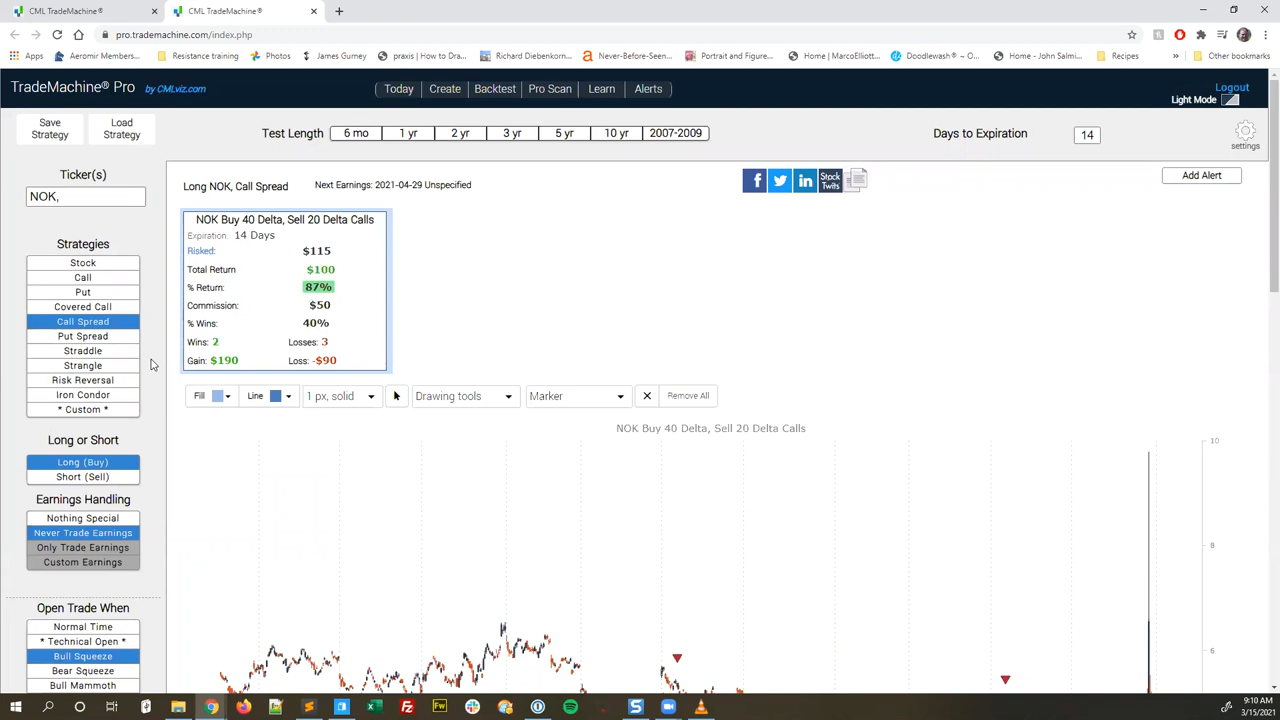 CML TradeMachine®
CML TradeMachine®
pro.trademachine.com/index.php
Apps
Aeromir Members...
Resistance training
Photos
James Gurney
praxis | How to Dra...
Richard Diebenkorn...
Never-Before-Seen...
Portrait and Figure...
Home | MarcoElliott...
Doodlewash® ~ O...
Home - John Salmi...
Recipes
»
Other bookmarks
TradeMachine® Pro by CMLviz.com
Today
Create
Backtest
Pro Scan
Learn
Alerts
Logout
Light Mode
Save Strategy
Load Strategy
Test Length
6 mo
1 yr
2 yr
3 yr
5 yr
10 yr
2007-2009
Days to Expiration
14
settings
Ticker(s)
NOK,
Long NOK, Call Spread
Next Earnings: 2021-04-29 Unspecified
Stock Twits
Add Alert
Strategies
Stock
Call
Put
Covered Call
Call Spread
Put Spread
Straddle
Strangle
Risk Reversal
Iron Condor
* Custom *
NOK Buy 40 Delta, Sell 20 Delta Calls
Expiration: 14 Days
Risked: $115
Total Return $100
% Return: 87%
Commission: $50
% Wins: 40%
Wins: 2 Losses: 3
Gain: $190 Loss: -$90
Fill
Line
1 px, solid
Drawing tools
Marker
Remove All
NOK Buy 40 Delta, Sell 20 Delta Calls
10
8
6
Long or Short
Long (Buy)
Short (Sell)
Earnings Handling
Nothing Special
Never Trade Earnings
Only Trade Earnings
Custom Earnings
Open Trade When
Normal Time
* Technical Open *
Bull Squeeze
Bear Squeeze
Bull Mammoth
9:10 AM
3/15/2021